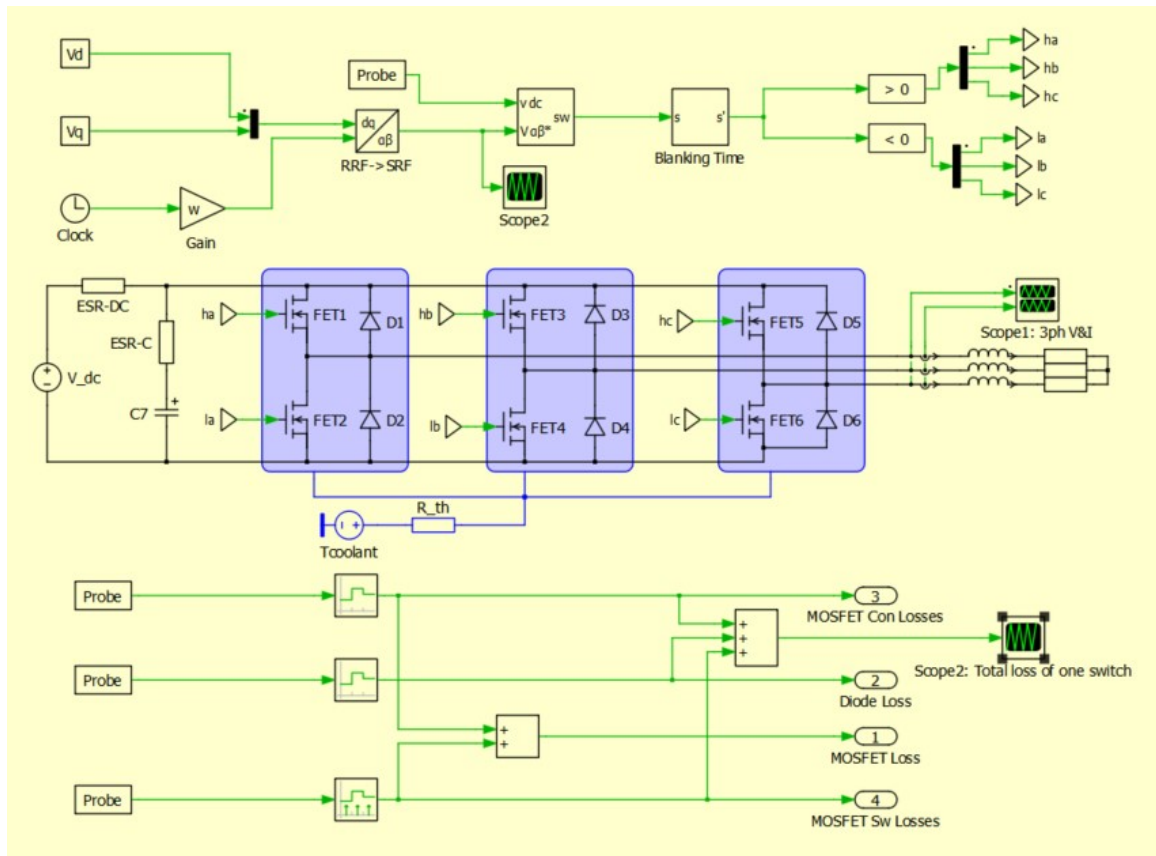 Vd
Vq
Clock
w
Gain
dq
αβ
RRF->SRF
Probe
v dc
V αβ*
sw
Scope2
s
s'
Blanking Time
> 0
< 0
ha
hb
hc
la
lb
lc
ESR-DC
ESR-C
C7
+
V_dc
+
−
ha
FET1
D1
la
FET2
D2
hb
FET3
D3
lb
FET4
D4
hc
FET5
D5
lc
FET6
D6
Scope1: 3ph V&I
R_th
Tcoolant
Probe
3
MOSFET Con Losses
+
+
+
Scope2: Total loss of one switch
Probe
2
Diode Loss
+
+
1
MOSFET Loss
Probe
4
MOSFET Sw Losses